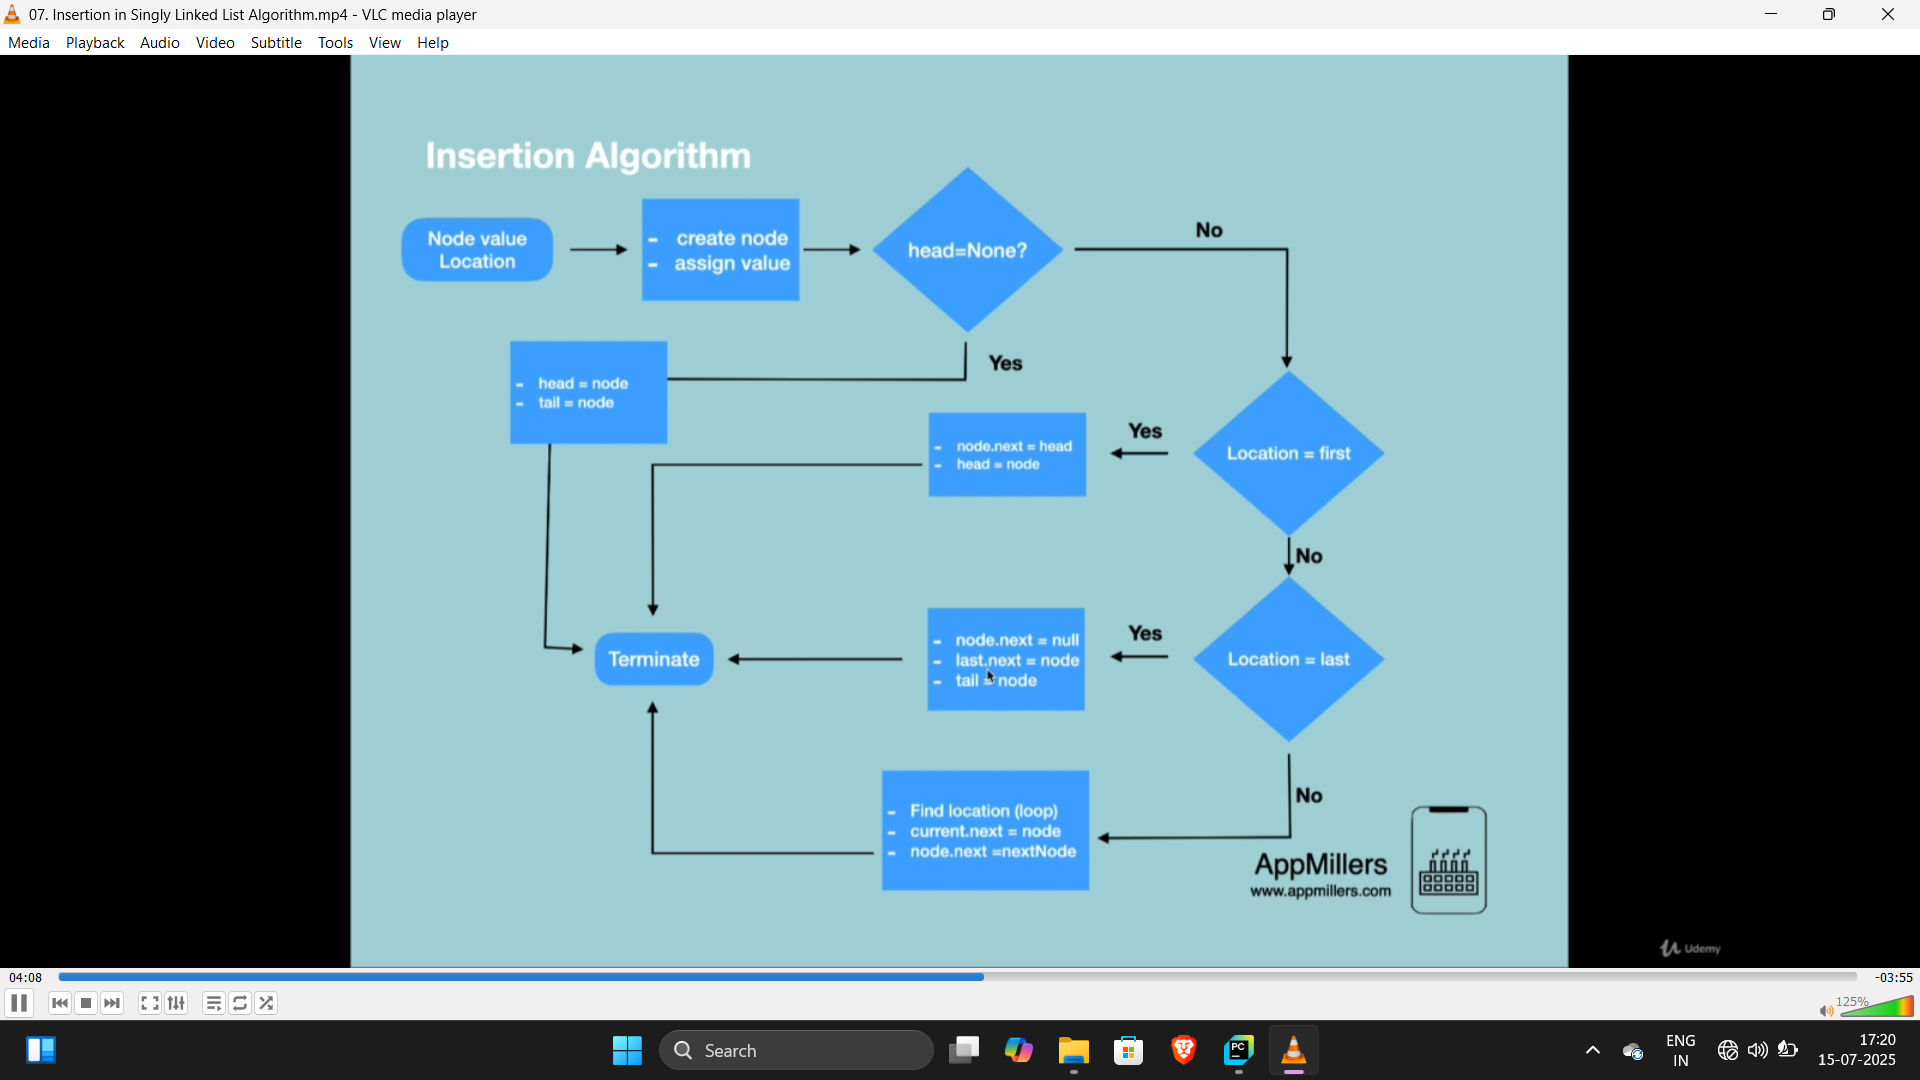 07. Insertion in Singly Linked List Algorithm.mp4 - VLC media player
Media Playback Audio Video Subtitle Tools View Help
Insertion Algorithm
Node value
Location
- create node
- assign value
head=None?
No
Yes
- head = node
- tail = node
- node.next = head
- head = node
Yes
Location = first
No
Terminate
- node.next = null
- last.next = node
- tail = node
Yes
Location = last
No
- Find location (loop)
- current.next = node
- node.next =nextNode
AppMillers
www.appmillers.com
Udemy
04:08
-03:55
125%
Search
PC
ENG
IN
17:20
15-07-2025